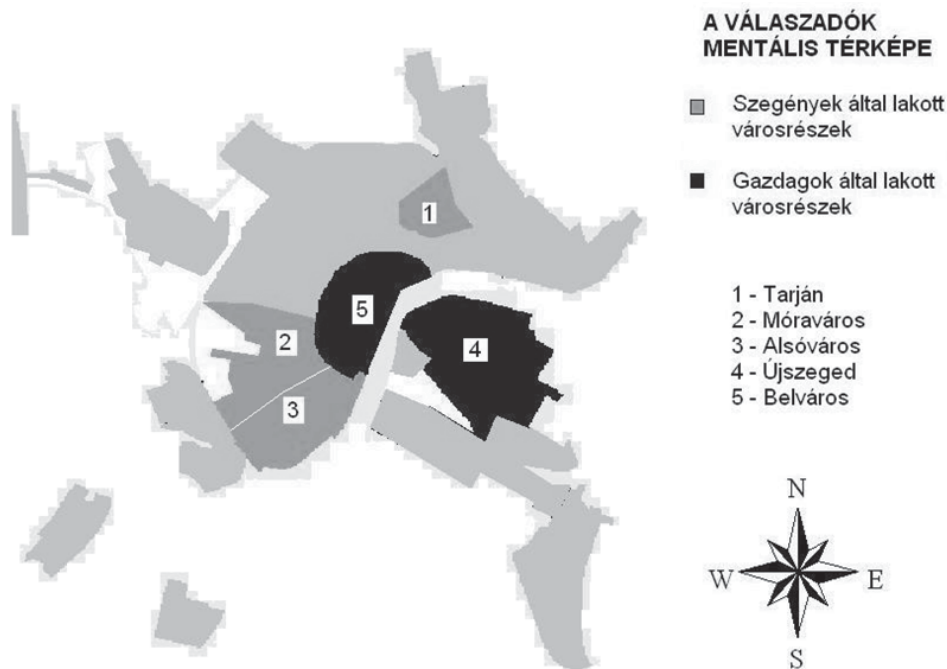 A VÁLASZADÓK
MENTÁLIS TÉRKÉPE
Szegények által lakott
városrészek
Gazdagok által lakott
városrészek
1 - Tarján
2 - Móraváros
3 - Alsóváros
4 - Újszeged
5 - Belváros
1
5
2
4
3
N
W
E
S